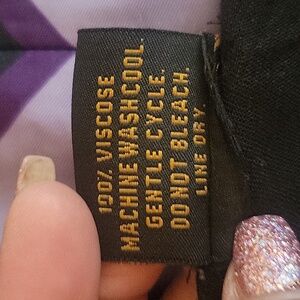 100% VISCOSE
MACHINE WASH COOL.
GENTLE CYCLE.
DO NOT BLEACH.
LINE DRY.